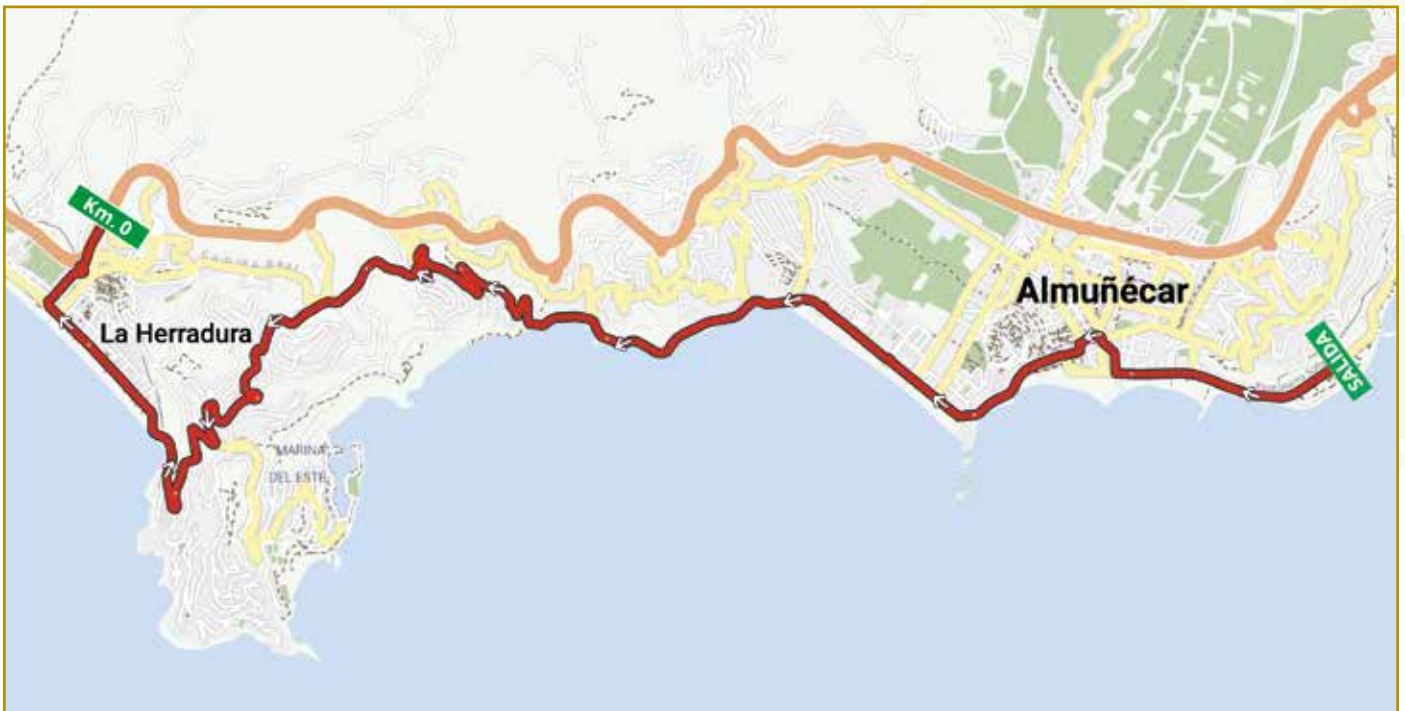 Km. 0
La Herradura
MARINA
DEL ESTE
Almuñécar
SALIDA